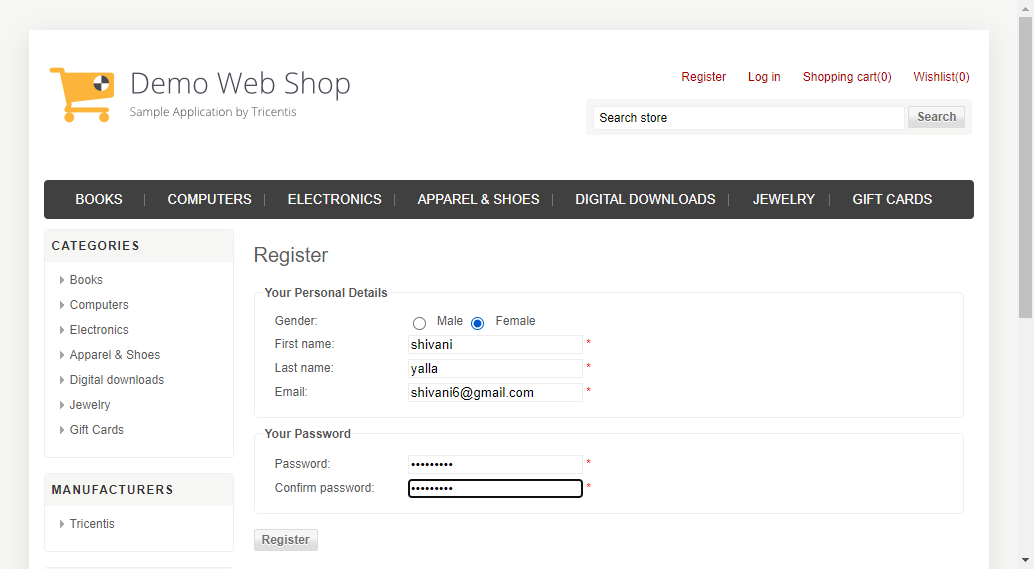 Demo Web Shop
Sample Application by Tricentis
Register Log in Shopping cart(0) Wishlist(0)
Search store Search
BOOKS COMPUTERS ELECTRONICS APPAREL & SHOES DIGITAL DOWNLOADS JEWELRY GIFT CARDS
CATEGORIES
Books
Computers
Electronics
Apparel & Shoes
Digital downloads
Jewelry
Gift Cards
MANUFACTURERS
Tricentis
Register
Your Personal Details
Gender: Male Female
First name: shivani *
Last name: yalla *
Email: shivani6@gmail.com *
Your Password
Password: ••••••••• *
Confirm password: ••••••••• *
Register